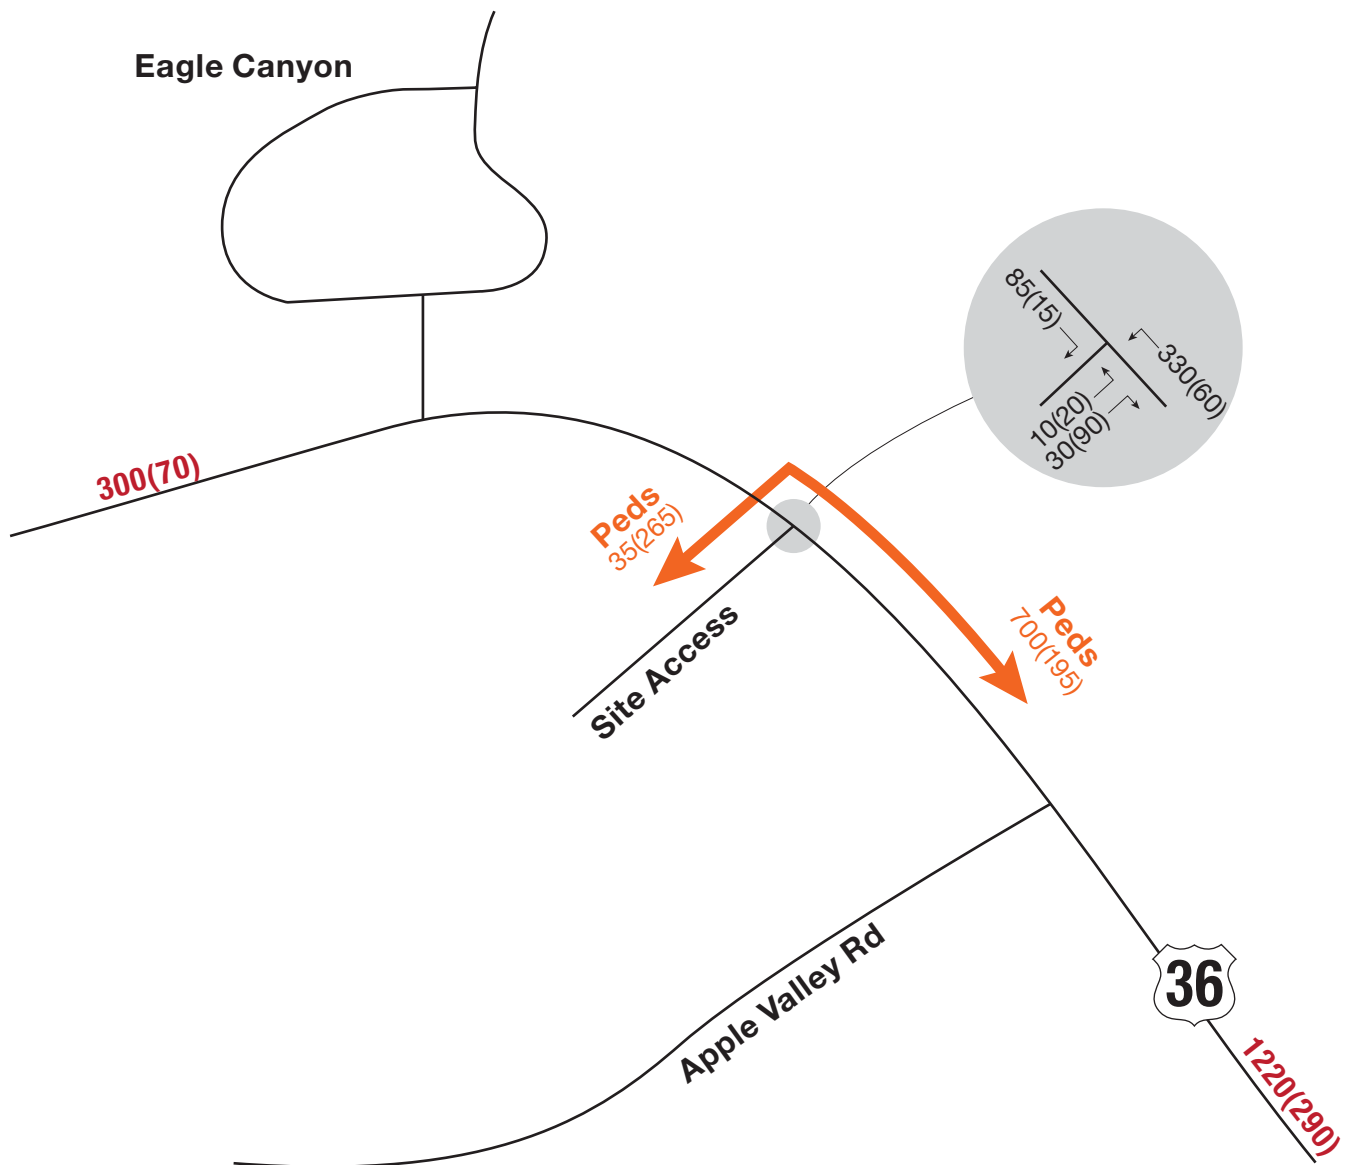 Eagle Canyon
85(15)
330(60)
10(20)
30(90)
300(70)
Peds
35(265)
Peds
700(195)
Site Access
Apple Valley Rd
36
1220(290)